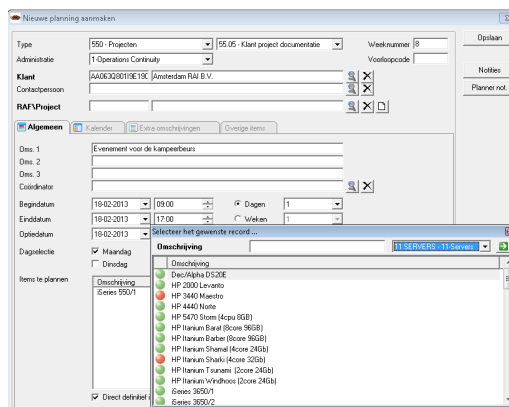 Nieuwe planning aanmaken
Type 550 - Projecten 55.05 - Klant project documentatie Weeknummer 8 Opslaan
Administratie 1-Operations Continuity Voorloopcode
Klant Amsterdam RAI B.V. Notities
Contactpersoon Planner not.
RAF\Project
Algemeen Kalender Extra omschrijvingen Overige items
Oms. 1 Evenement voor de kampeerbeurs
Oms. 2
Oms. 3
Coördinator
Begindatum 18-02-2013 09:00 Dagen 1
Einddatum 18-02-2013 17:00 Weken 1
Optiedatum 18-02-2013 Selecteer het gewenste record ...
Dagselectie Maandag Omschrijving 11 SERVERS - 11-Servers
Dinsdag Omschrijving
Items te plannen Dec/Alpha DS20E
Omschrijving HP 2000 Levanto
iSeries 550/1 HP 3440 Maestro
HP 4440 Norte
HP 5470 Storm (4cpu 8GB)
HP Itanium Barat (8core 96GB)
HP Itanium Barber (8core 96GB)
HP Itanium Shamal (4core 24Gb)
HP Itanium Sharki (4core 32Gb)
HP Itanium Tsunami (2core 24Gb)
HP Itanium Windhoos (2core 24Gb)
iSeries 3650/1
Direct definitief iSeries 3650/2